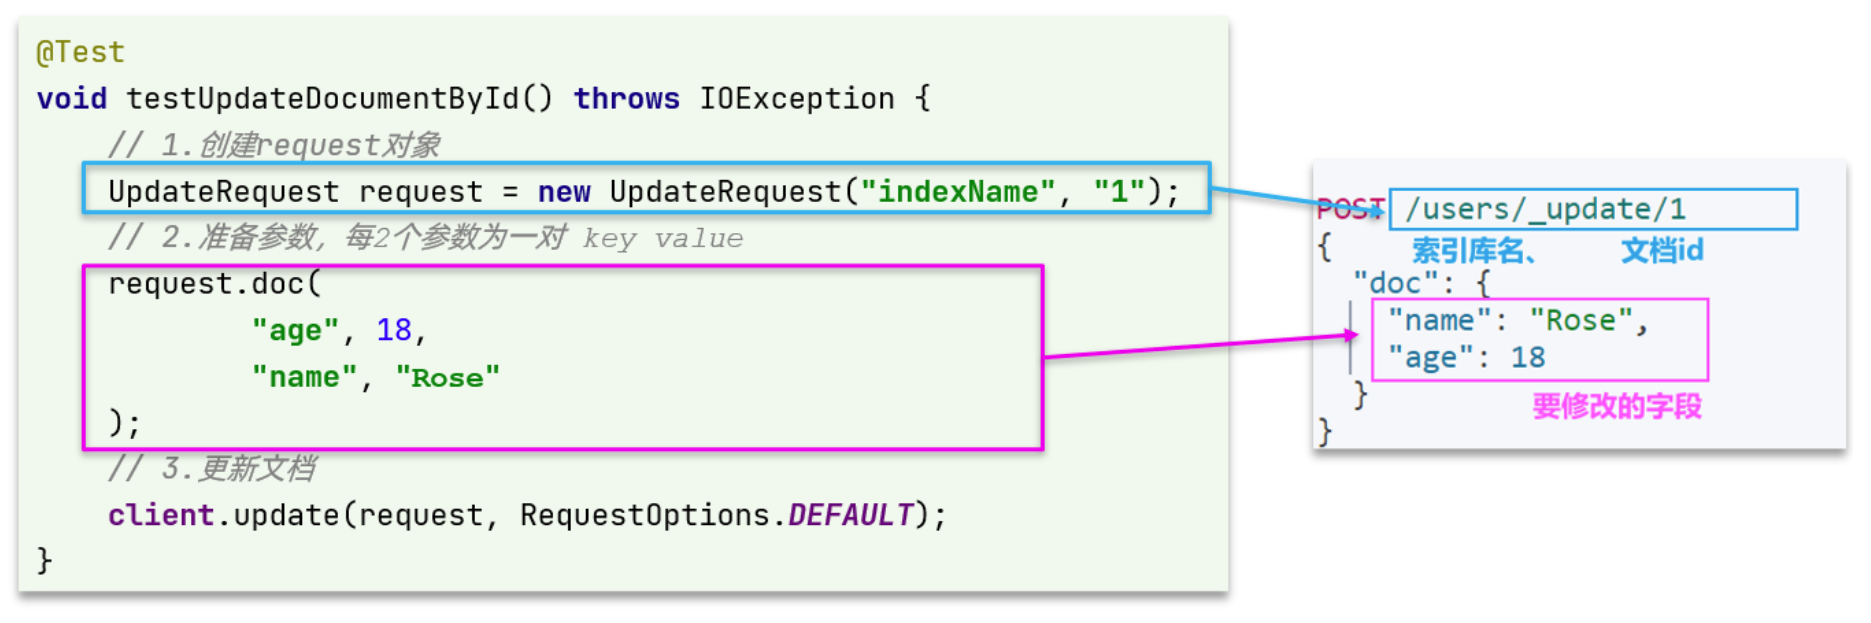 @Test
void testUpdateDocumentById() throws IOException {
// 1.创建request对象
UpdateRequest request = new UpdateRequest("indexName", "1");
// 2.准备参数，每2个参数为一对 key value
request.doc(
"age", 18,
"name", "Rose"
);
// 3.更新文档
client.update(request, RequestOptions.DEFAULT);
}
POST /users/_update/1
{ 索引库名、 文档id
"doc": {
"name": "Rose",
"age": 18
}
要修改的字段
}